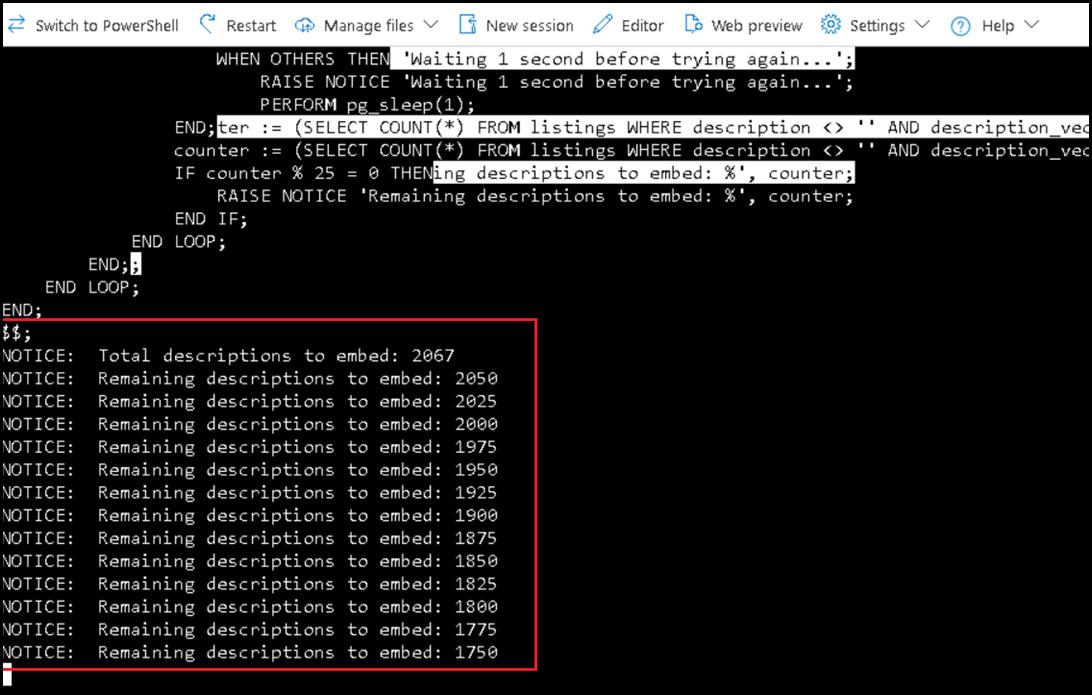 Switch to PowerShell Restart Manage files New session Editor Web preview Settings Help
WHEN OTHERS THEN 'Waiting 1 second before trying again...';
RAISE NOTICE 'Waiting 1 second before trying again...';
PERFORM pg_sleep(1);
END;ter := (SELECT COUNT(*) FROM listings WHERE description <> '' AND description_vec
counter := (SELECT COUNT(*) FROM listings WHERE description <> '' AND description_vec
IF counter % 25 = 0 THENing descriptions to embed: %', counter;
RAISE NOTICE 'Remaining descriptions to embed: %', counter;
END IF;
END LOOP;
END;;
END LOOP;
END;
$$;
NOTICE: Total descriptions to embed: 2067
NOTICE: Remaining descriptions to embed: 2050
NOTICE: Remaining descriptions to embed: 2025
NOTICE: Remaining descriptions to embed: 2000
NOTICE: Remaining descriptions to embed: 1975
NOTICE: Remaining descriptions to embed: 1950
NOTICE: Remaining descriptions to embed: 1925
NOTICE: Remaining descriptions to embed: 1900
NOTICE: Remaining descriptions to embed: 1875
NOTICE: Remaining descriptions to embed: 1850
NOTICE: Remaining descriptions to embed: 1825
NOTICE: Remaining descriptions to embed: 1800
NOTICE: Remaining descriptions to embed: 1775
NOTICE: Remaining descriptions to embed: 1750